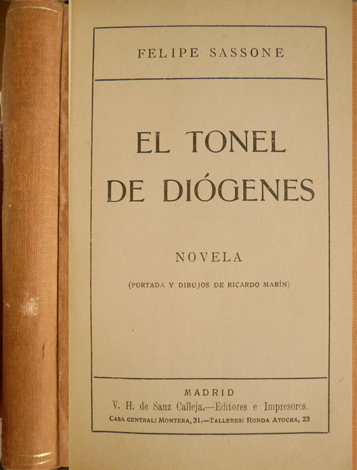 FELIPE SASSONE
EL TONEL
DE DIÓGENES
NOVELA
(PORTADA Y DIBUJOS DE RICARDO MARÍN)
MADRID
V. H. de Sanz Calleja.—Editores e Impresores.
CASA CENTRAL: MONTERA, 31.—TALLERES: RONDA ATOCHA, 23